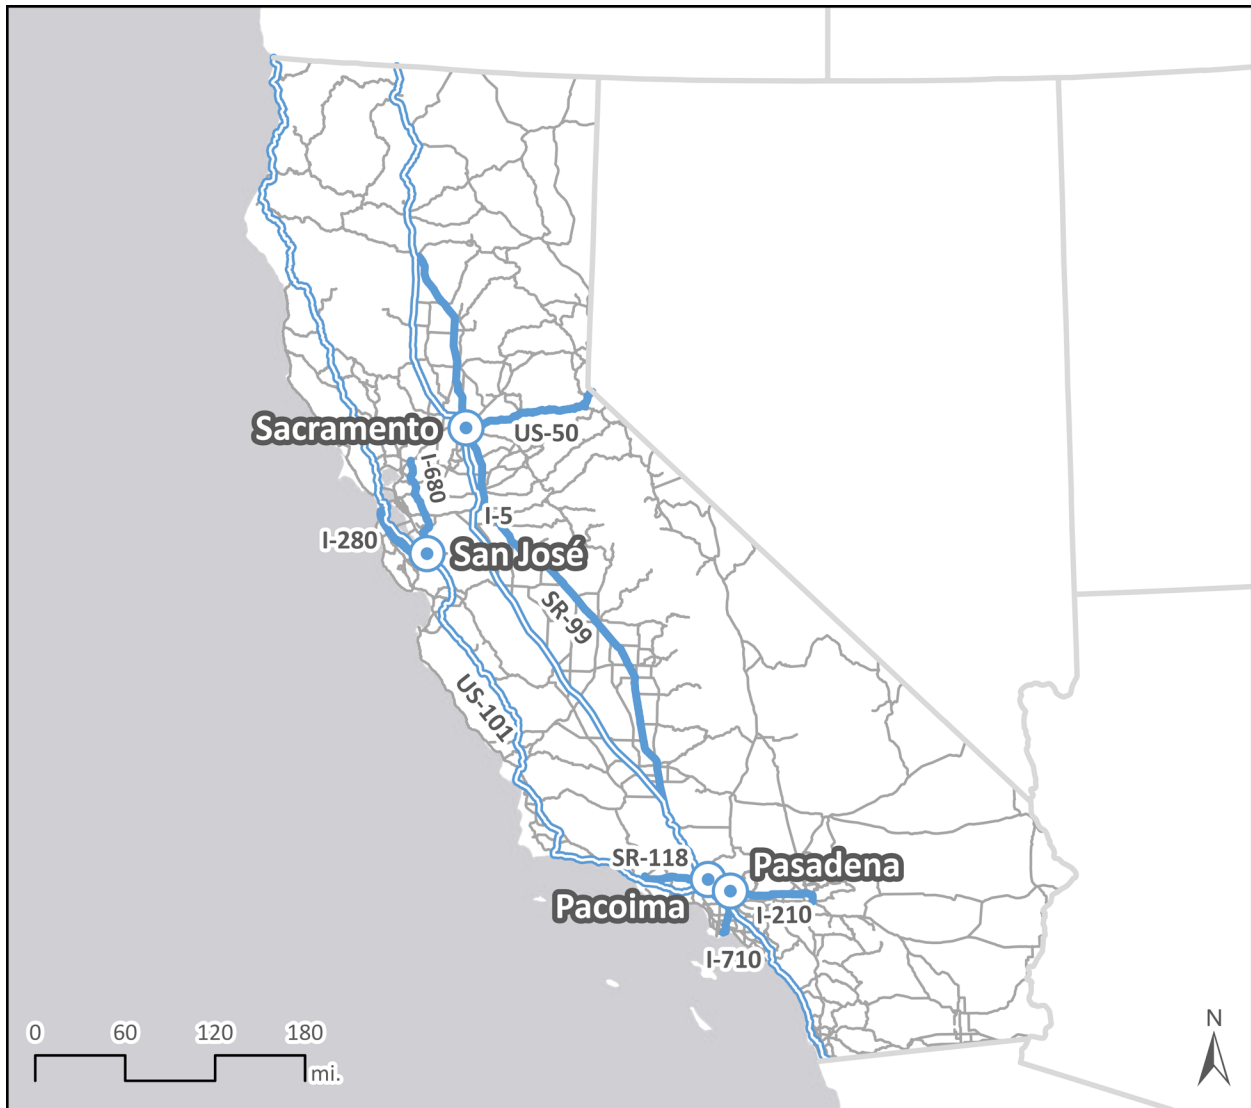 Sacramento
US-50
I-680
I-5
I-280
San José
SR-99
US-101
SR-118
Pasadena
Pacoima
I-210
I-710
0 60 120 180
mi.
N